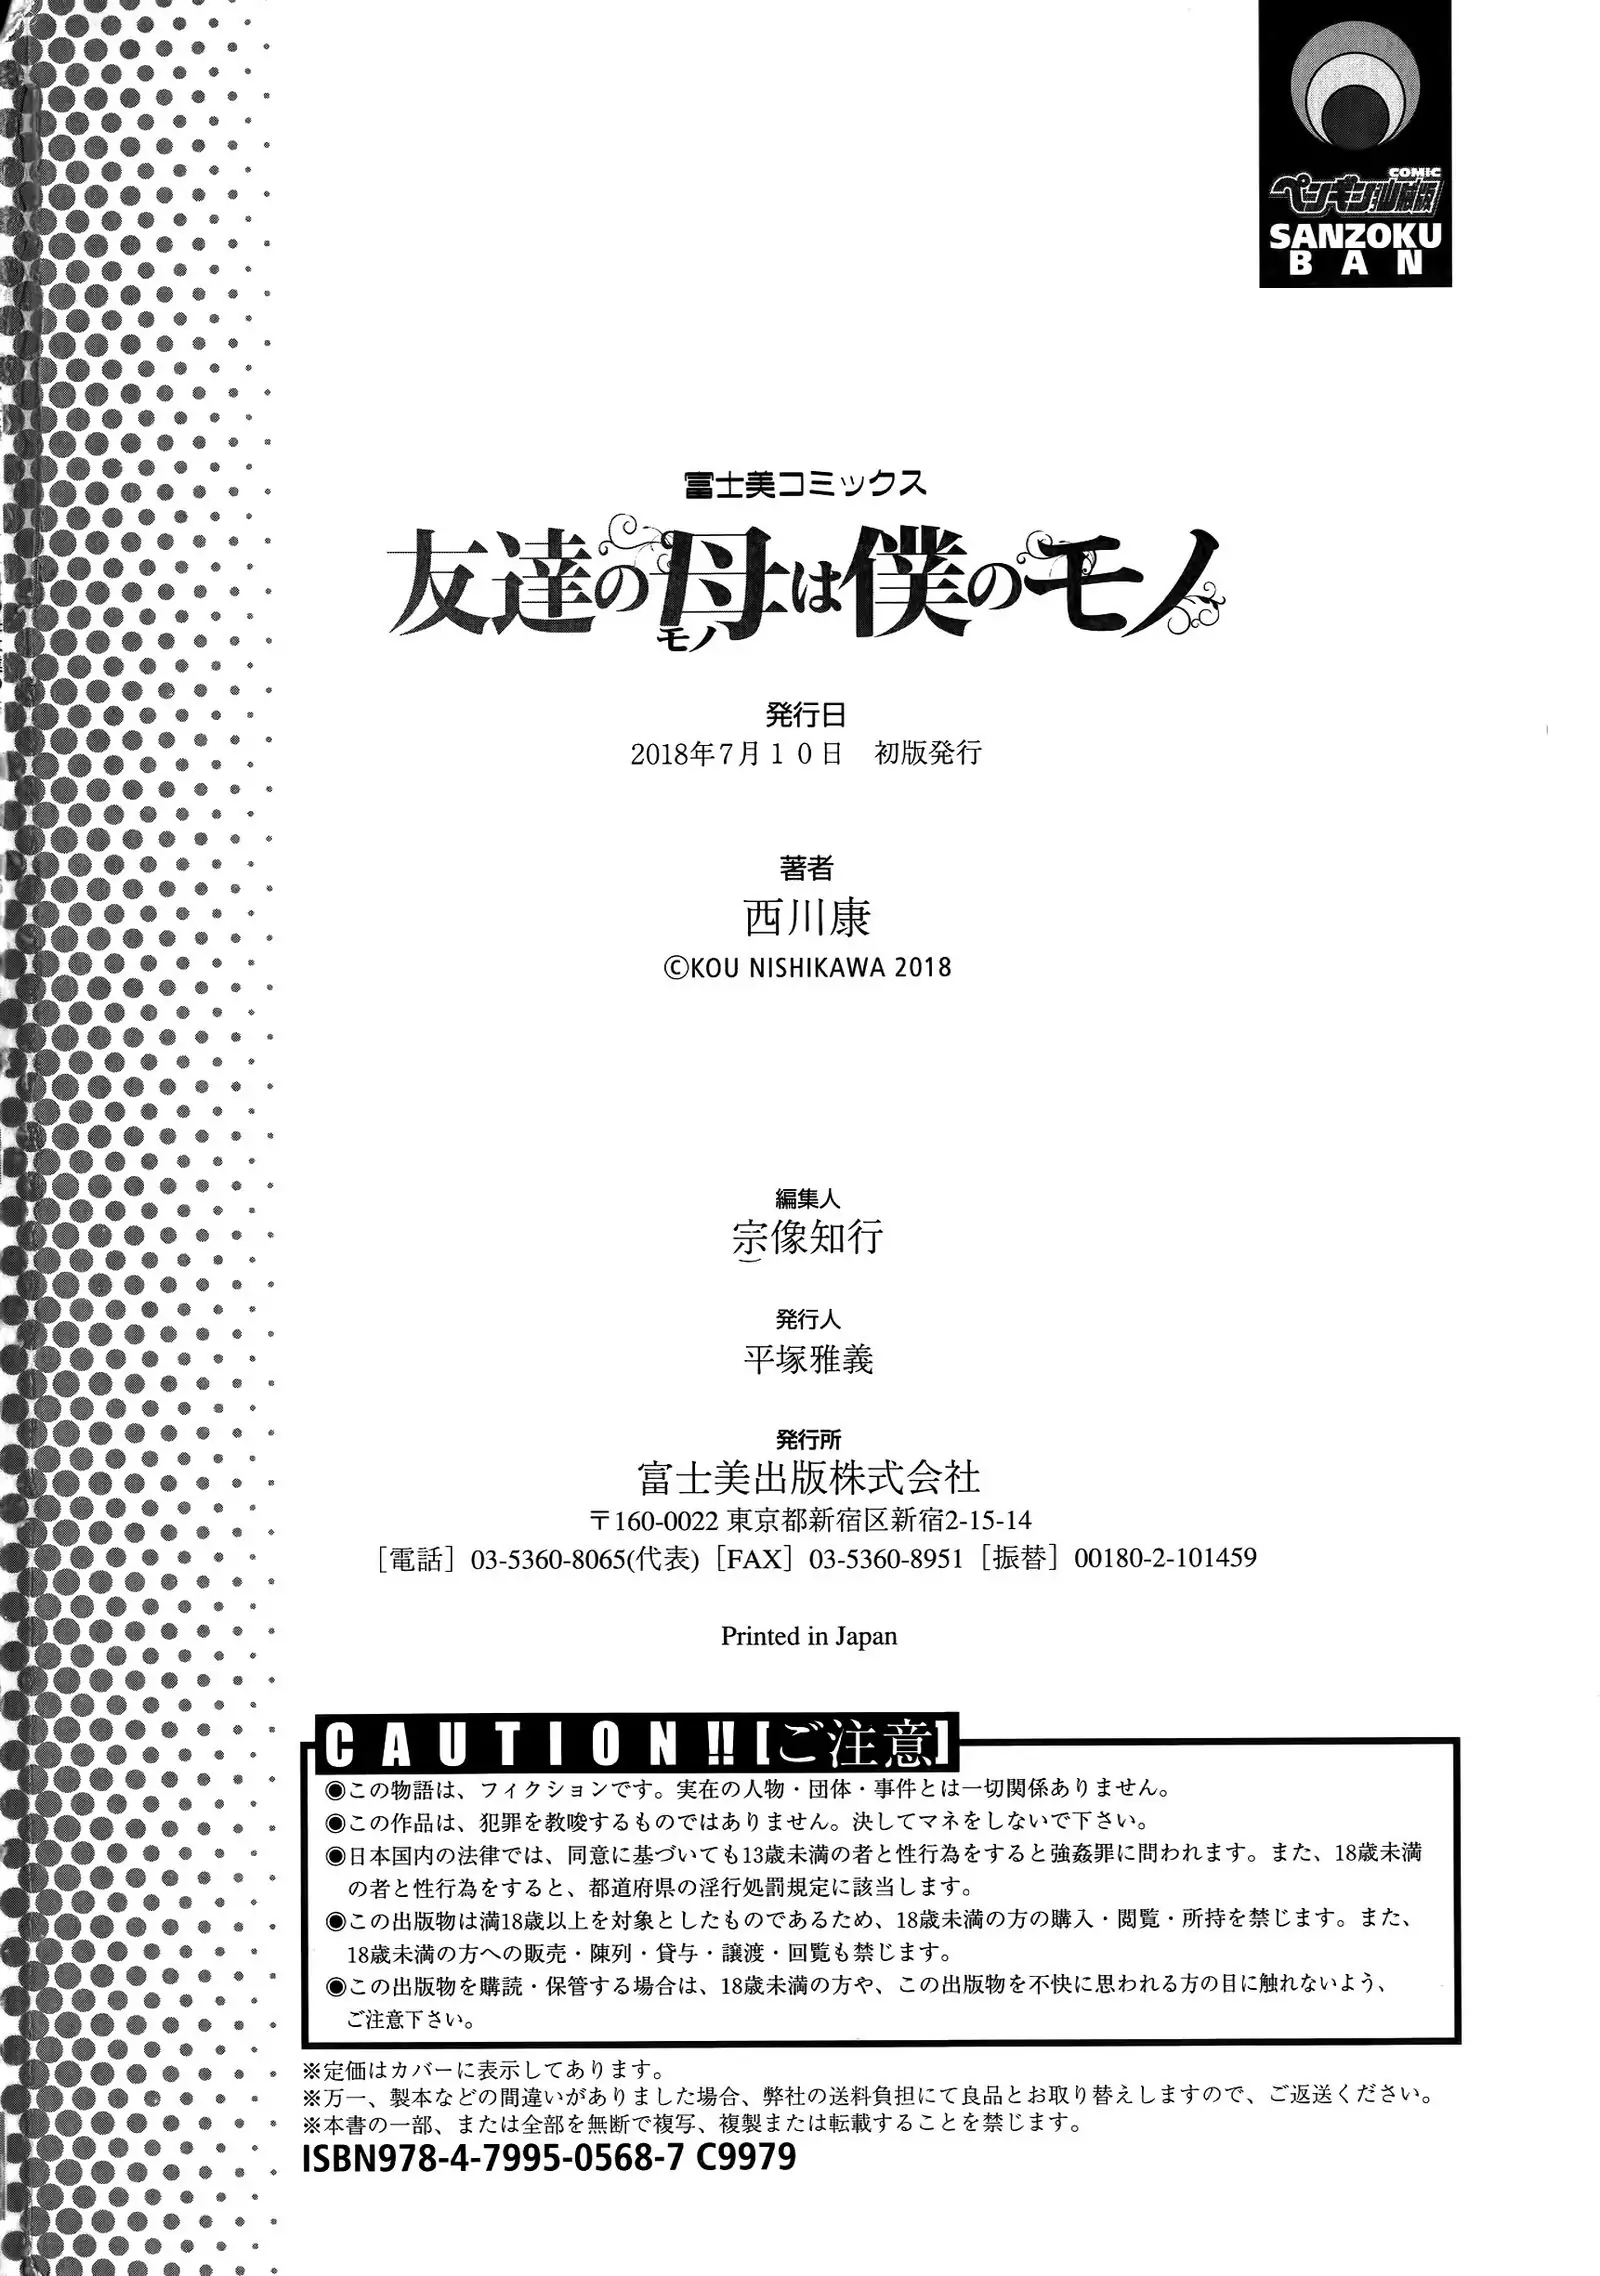 COMIC
ペンギン山賊版
SANZOKU
BAN
富士美コミックス
友達の母は僕のモノ
モノ
発行日
2018年7月10日　初版発行
著者
西川康
©KOU NISHIKAWA 2018
編集人
宗像知行
発行人
平塚雅義
発行所
富士美出版株式会社
〒160-0022 東京都新宿区新宿2-15-14
［電話］03-5360-8065(代表)［FAX］03-5360-8951［振替］00180-2-101459
Printed in Japan
CAUTION!!【ご注意】
◉この物語は、フィクションです。実在の人物・団体・事件とは一切関係ありません。
◉この作品は、犯罪を教唆するものではありません。決してマネをしないで下さい。
◉日本国内の法律では、同意に基づいても13歳未満の者と性行為をすると強姦罪に問われます。また、18歳未満
の者と性行為をすると、都道府県の淫行処罰規定に該当します。
◉この出版物は満18歳以上を対象としたものであるため、18歳未満の方の購入・閲覧・所持を禁じます。また、
18歳未満の方への販売・陳列・貸与・譲渡・回覧も禁じます。
◉この出版物を購読・保管する場合は、18歳未満の方や、この出版物を不快に思われる方の目に触れないよう、
ご注意下さい。
※定価はカバーに表示してあります。
※万一、製本などの間違いがありました場合、弊社の送料負担にて良品とお取り替えしますので、ご返送ください。
※本書の一部、または全部を無断で複写、複製または転載することを禁じます。
ISBN978-4-7995-0568-7 C9979